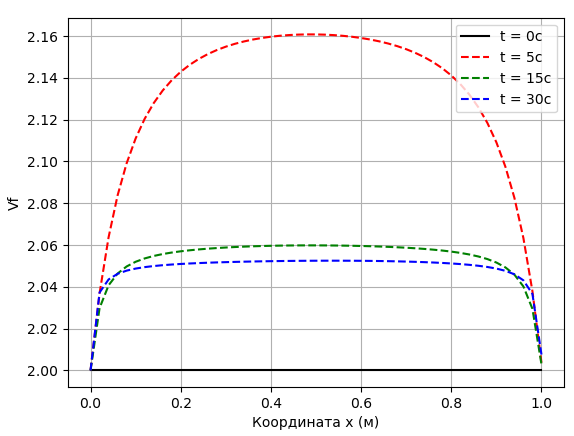 2.16
2.14
2.12
2.10
2.08
2.06
2.04
2.02
2.00
Vf
t = 0c
t = 5c
t = 15c
t = 30c
0.0 0.2 0.4 0.6 0.8 1.0
Координата x (м)